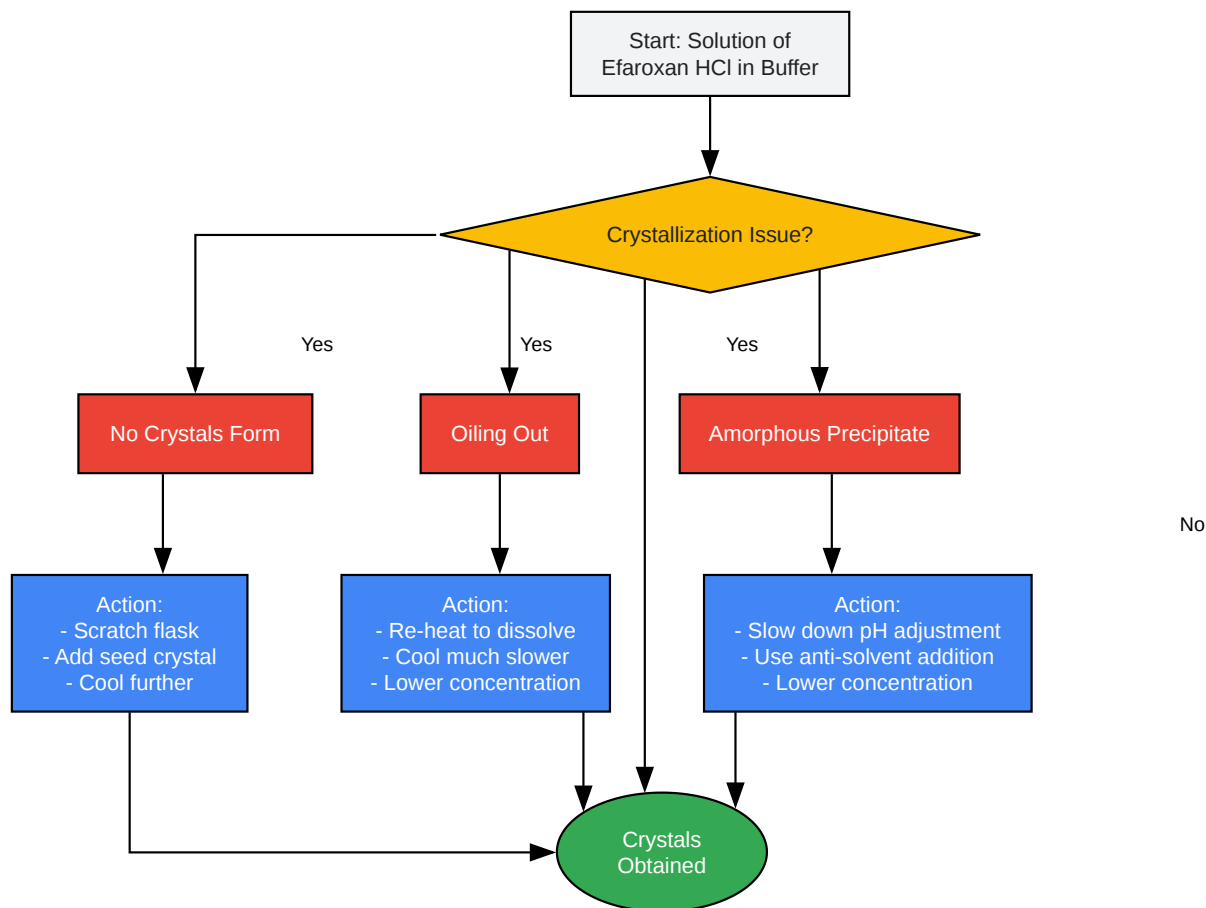 Start: Solution of
Efaroxan HCl in Buffer
Crystallization Issue?
Yes
Yes
Yes
No Crystals Form
Oiling Out
Amorphous Precipitate
No
Action:
- Scratch flask
- Add seed crystal
- Cool further
Action:
- Re-heat to dissolve
- Cool much slower
- Lower concentration
Action:
- Slow down pH adjustment
- Use anti-solvent addition
- Lower concentration
Crystals
Obtained